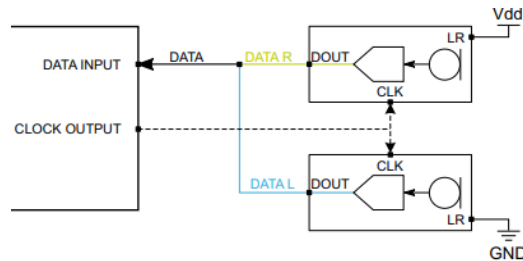 Vdd
LR
DATA INPUT
DATA
DATA R
DOUT
CLK
CLOCK OUTPUT
CLK
DATA L
DOUT
LR
GND